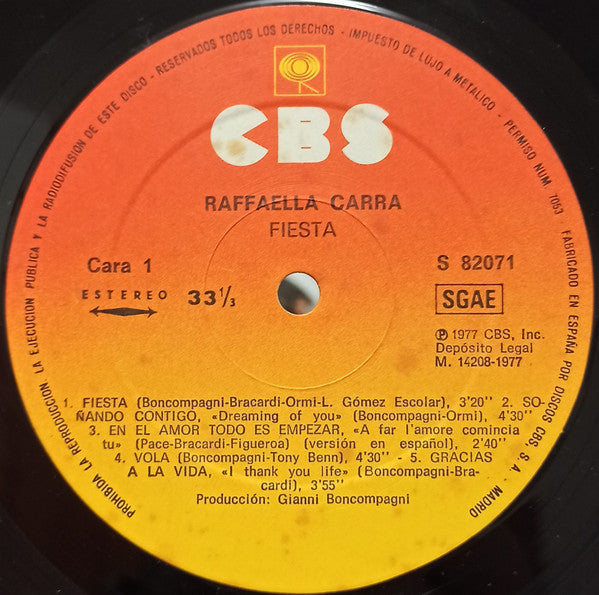 PROHIBIDA LA REPRODUCCION, LA EJECUCION PUBLICA Y LA RADIODIFUSION DE ESTE DISCO - RESERVADOS TODOS LOS DERECHOS - IMPUESTO DE LUJO A METALICO - PERMISO NUM. 7053 FABRICADO EN ESPAÑA POR DISCOS CBS, S. A. - MADRID
CBS
RAFFAELLA CARRA
FIESTA
Cara 1
S 82071
ESTEREO 33 1/3
SGAE
Ⓟ 1977 CBS, Inc.
Depósito Legal
M. 14208-1977
1. FIESTA (Boncompagni-Bracardi-Ormi-L. Gómez Escolar), 3'20'' 2. SO-
ÑANDO CONTIGO, «Dreaming of you» (Boncompagni-Ormi), 4'30''
- 3. EN EL AMOR TODO ES EMPEZAR, «A far l'amore comincia
tu» (Pace-Bracardi-Figueroa) (versión en español), 2'40''
4. VOLA (Boncompagni-Tony Benn), 4'30'' - 5. GRACIAS
A LA VIDA, «I thank you life» (Boncompagni-Bra-
cardi), 3'55''
Producción: Gianni Boncompagni